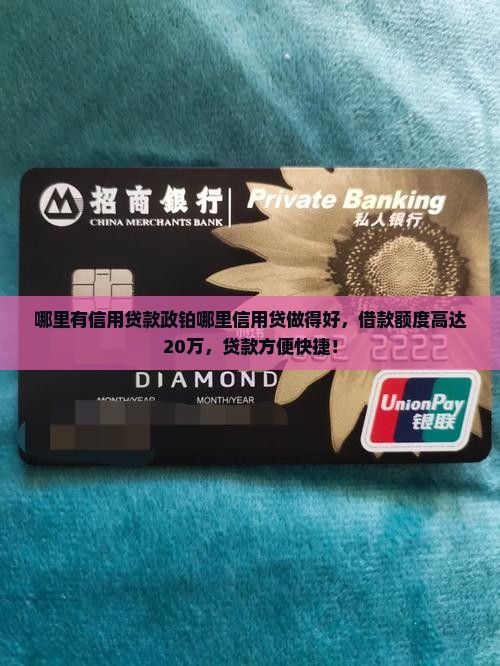 招商银行 Private Banking
CHINA MERCHANTS BANK 私人银行
哪里有信用贷款政铂哪里信用贷做得好，借款额度高达
20万，贷款方便快捷！
2222
DIAMOND
MONTH/YEAR MONTH/YEAR
UnionPay
银联